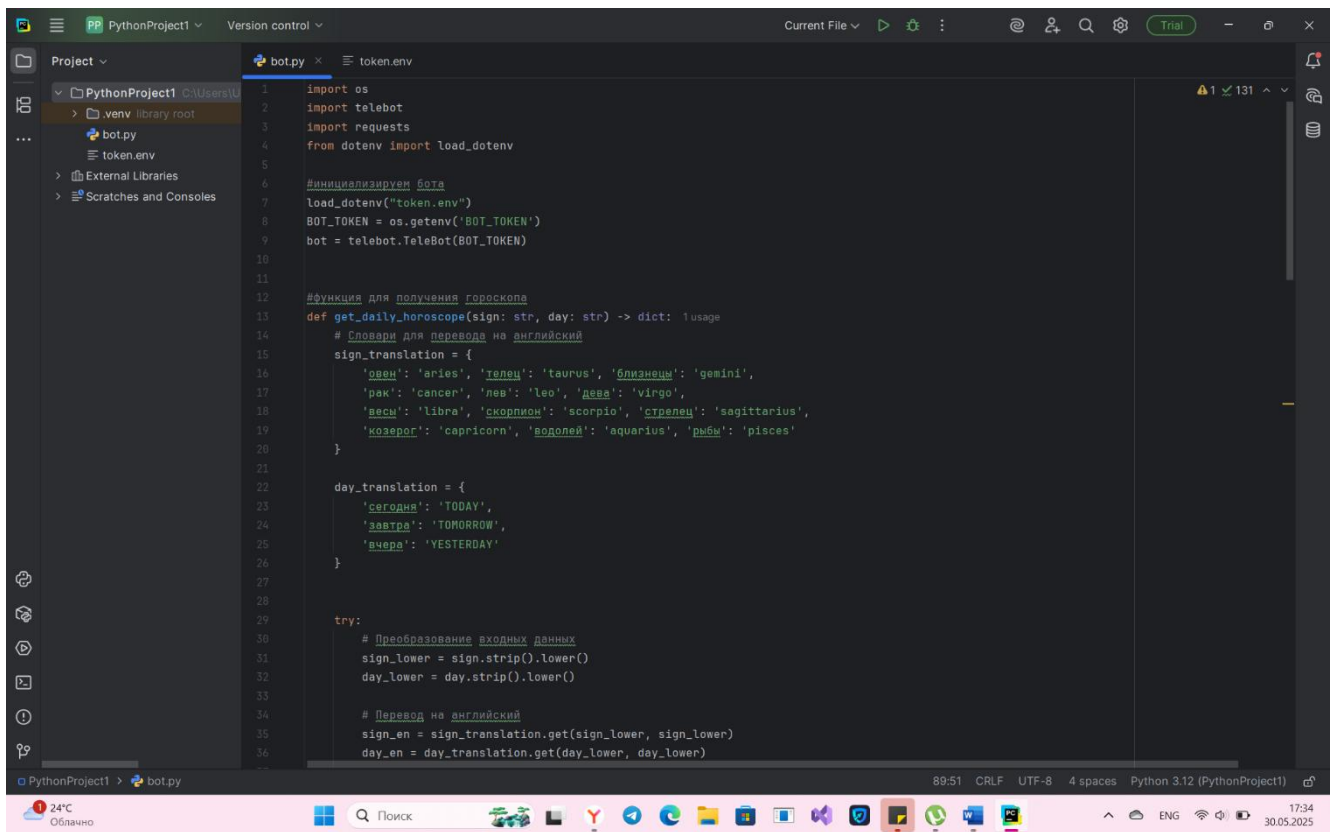 PP PythonProject1 Version control Current File Trial
Project
bot.py
token.env
PythonProject1 C:\Users\U
.venv library root
bot.py
token.env
External Libraries
Scratches and Consoles
1 import os
2 import telebot
3 import requests
4 from dotenv import load_dotenv
5
6 #инициализируем бота
7 load_dotenv("token.env")
8 BOT_TOKEN = os.getenv('BOT_TOKEN')
9 bot = telebot.TeleBot(BOT_TOKEN)
10
11
12 #функция для получения гороскопа
13 def get_daily_horoscope(sign: str, day: str) -> dict: 1 usage
14 # Словари для перевода на английский
15 sign_translation = {
16 'овен': 'aries', 'телец': 'taurus', 'близнецы': 'gemini',
17 'рак': 'cancer', 'лев': 'leo', 'дева': 'virgo',
18 'весы': 'libra', 'скорпион': 'scorpio', 'стрелец': 'sagittarius',
19 'козерог': 'capricorn', 'водолей': 'aquarius', 'рыбы': 'pisces'
20 }
21
22 day_translation = {
23 'сегодня': 'TODAY',
24 'завтра': 'TOMORROW',
25 'вчера': 'YESTERDAY'
26 }
27
28
29 try:
30 # Преобразование входных данных
31 sign_lower = sign.strip().lower()
32 day_lower = day.strip().lower()
33
34 # Перевод на английский
35 sign_en = sign_translation.get(sign_lower, sign_lower)
36 day_en = day_translation.get(day_lower, day_lower)
1 131
PythonProject1 > bot.py 89:51 CRLF UTF-8 4 spaces Python 3.12 (PythonProject1)
1 24°C
Облачно
Поиск
ENG
17:34
30.05.2025